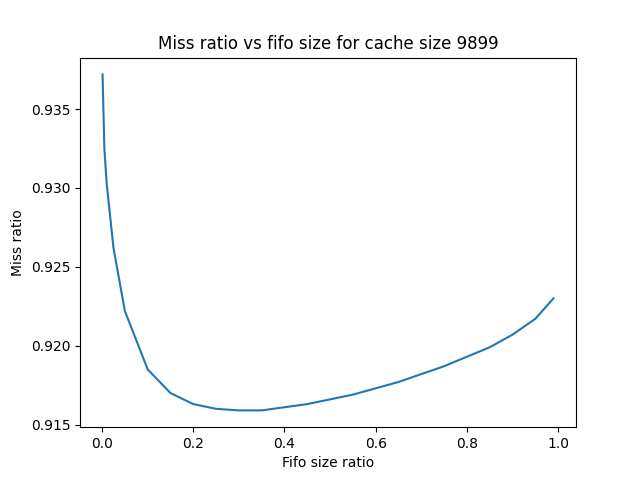 Miss ratio vs fifo size for cache size 9899
0.935
0.930
0.925
0.920
0.915
Miss ratio
0.0 0.2 0.4 0.6 0.8 1.0
Fifo size ratio